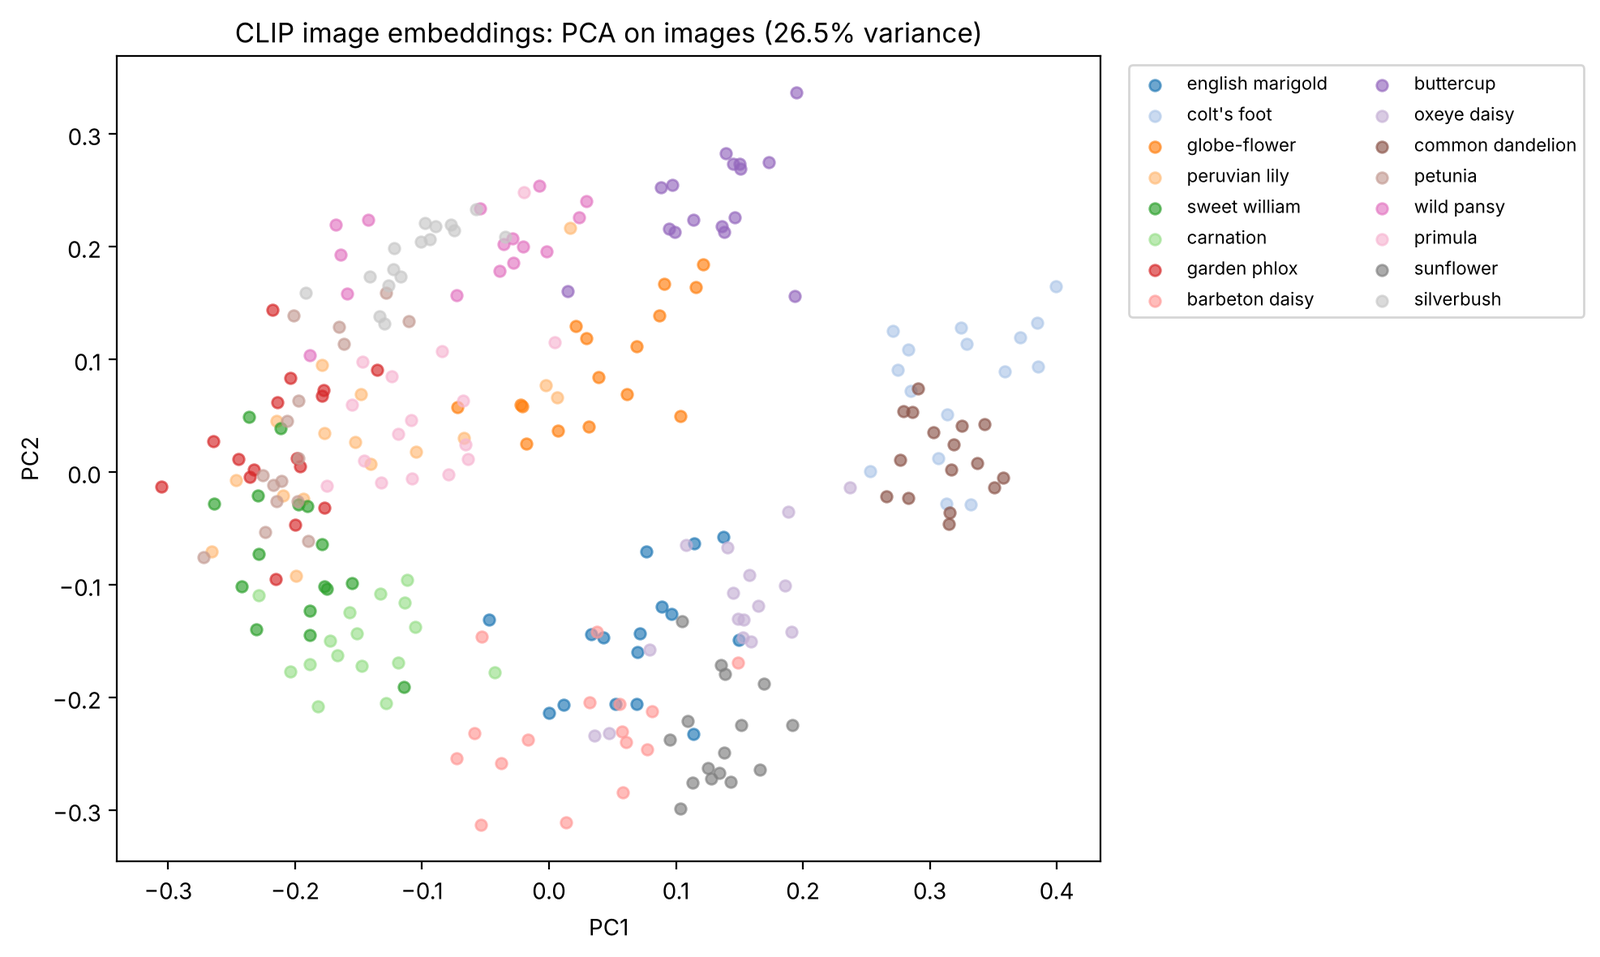 CLIP image embeddings: PCA on images (26.5% variance)
english marigold
colt's foot
globe-flower
peruvian lily
sweet william
carnation
garden phlox
barbeton daisy
buttercup
oxeye daisy
common dandelion
petunia
wild pansy
primula
sunflower
silverbush
PC2
0.3
0.2
0.1
0.0
−0.1
−0.2
−0.3
−0.3
−0.2
−0.1
0.0
0.1
0.2
0.3
0.4
PC1